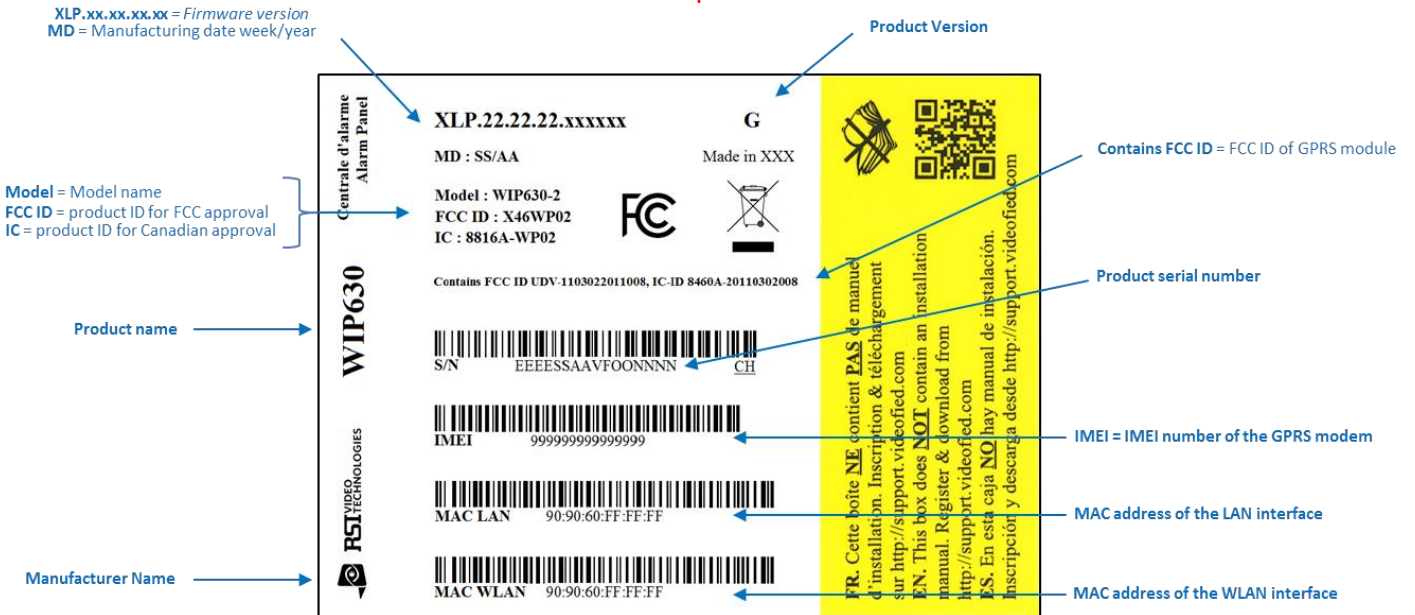 XLP.xx.xx.xx.xx = Firmware version
MD = Manufacturing date week/year
Product Version
Contains FCC ID = FCC ID of GPRS module
Model = Model name
FCC ID = product ID for FCC approval
IC = product ID for Canadian approval
Product serial number
Product name
IMEI = IMEI number of the GPRS modem
MAC address of the LAN interface
Manufacturer Name
MAC address of the WLAN interface
Centrale d'alarme
Alarm Panel
WIP630
RSI VIDEO
TECHNOLOGIES
XLP.22.22.22.xxxxxx
G
MD : SS/AA
Made in XXX
Model : WIP630-2
FCC ID : X46WP02
IC : 8816A-WP02
FC
Contains FCC ID UDV-1103022011008, IC-ID 8460A-20110302008
S/N EEEESSAAVFOONNNN CH
IMEI 999999999999999
MAC LAN 90:90:60:FF:FF:FF
MAC WLAN 90:90:60:FF:FF:FF
FR. Cette boîte NE contient PAS de manuel
d'installation. Inscription & téléchargement
sur http://support.videofied.com
EN. This box does NOT contain an installation
manual. Register & download from
http://support.videofied.com
ES. En esta caja NO hay manual de instalación.
Inscripción y descarga desde http://support.videofied.com